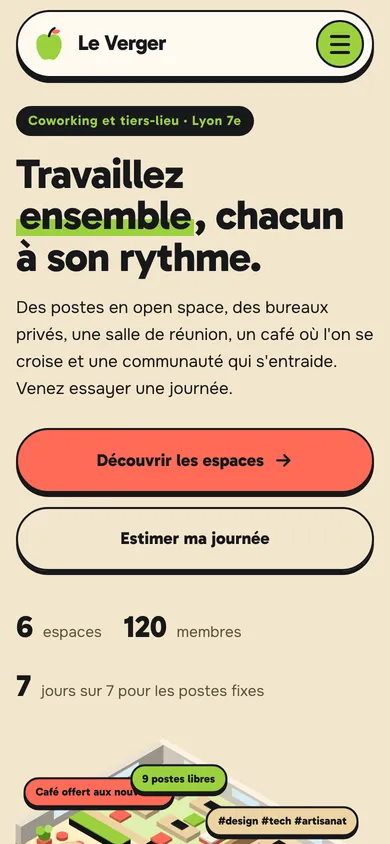 Le Verger
Coworking et tiers-lieu · Lyon 7e
Travaillez
ensemble, chacun
à son rythme.
Des postes en open space, des bureaux
privés, une salle de réunion, un café où l'on se
croise et une communauté qui s'entraide.
Venez essayer une journée.
Découvrir les espaces →
Estimer ma journée
6 espaces 120 membres
7 jours sur 7 pour les postes fixes
9 postes libres
Café offert aux
#design #tech #artisanat